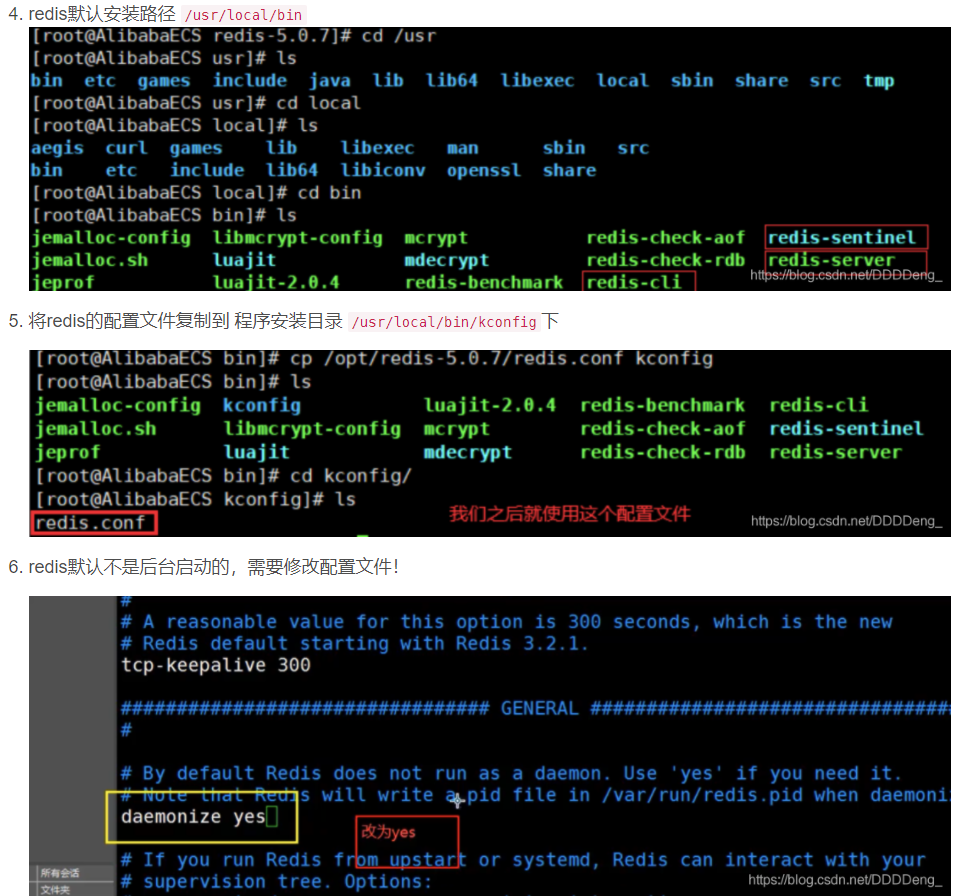 4. redis默认安装路径 /usr/local/bin
[root@AlibabaECS redis-5.0.7]# cd /usr
[root@AlibabaECS usr]# ls
bin etc games include java lib lib64 libexec local sbin share src tmp
[root@AlibabaECS usr]# cd local
[root@AlibabaECS local]# ls
aegis curl games lib libexec man sbin src
bin etc include lib64 libiconv openssl share
[root@AlibabaECS local]# cd bin
[root@AlibabaECS bin]# ls
jemalloc-config libmcrypt-config mcrypt redis-check-aof redis-sentinel
jemalloc.sh luajit mdecrypt redis-check-rdb redis-server
jeprof luajit-2.0.4 redis-benchmark redis-cli
https://blog.csdn.net/DDDDeng_
5. 将redis的配置文件复制到 程序安装目录 /usr/local/bin/kconfig 下
[root@AlibabaECS bin]# cp /opt/redis-5.0.7/redis.conf kconfig
[root@AlibabaECS bin]# ls
jemalloc-config kconfig luajit-2.0.4 redis-benchmark redis-cli
jemalloc.sh libmcrypt-config mcrypt redis-check-aof redis-sentinel
jeprof luajit mdecrypt redis-check-rdb redis-server
[root@AlibabaECS bin]# cd kconfig/
[root@AlibabaECS kconfig]# ls
redis.conf
我们之后就使用这个配置文件
https://blog.csdn.net/DDDDeng_
6. redis默认不是后台启动的，需要修改配置文件！
#
# A reasonable value for this option is 300 seconds, which is the new
# Redis default starting with Redis 3.2.1.
tcp-keepalive 300
################################# GENERAL ################################
#
# By default Redis does not run as a daemon. Use 'yes' if you need it.
# Note that Redis will write a pid file in /var/run/redis.pid when daemoni
daemonize yes
改为yes
# If you run Redis from upstart or systemd, Redis can interact with your
# supervision tree. Options:
所有会话
文件夹
https://blog.csdn.net/DDDDeng_